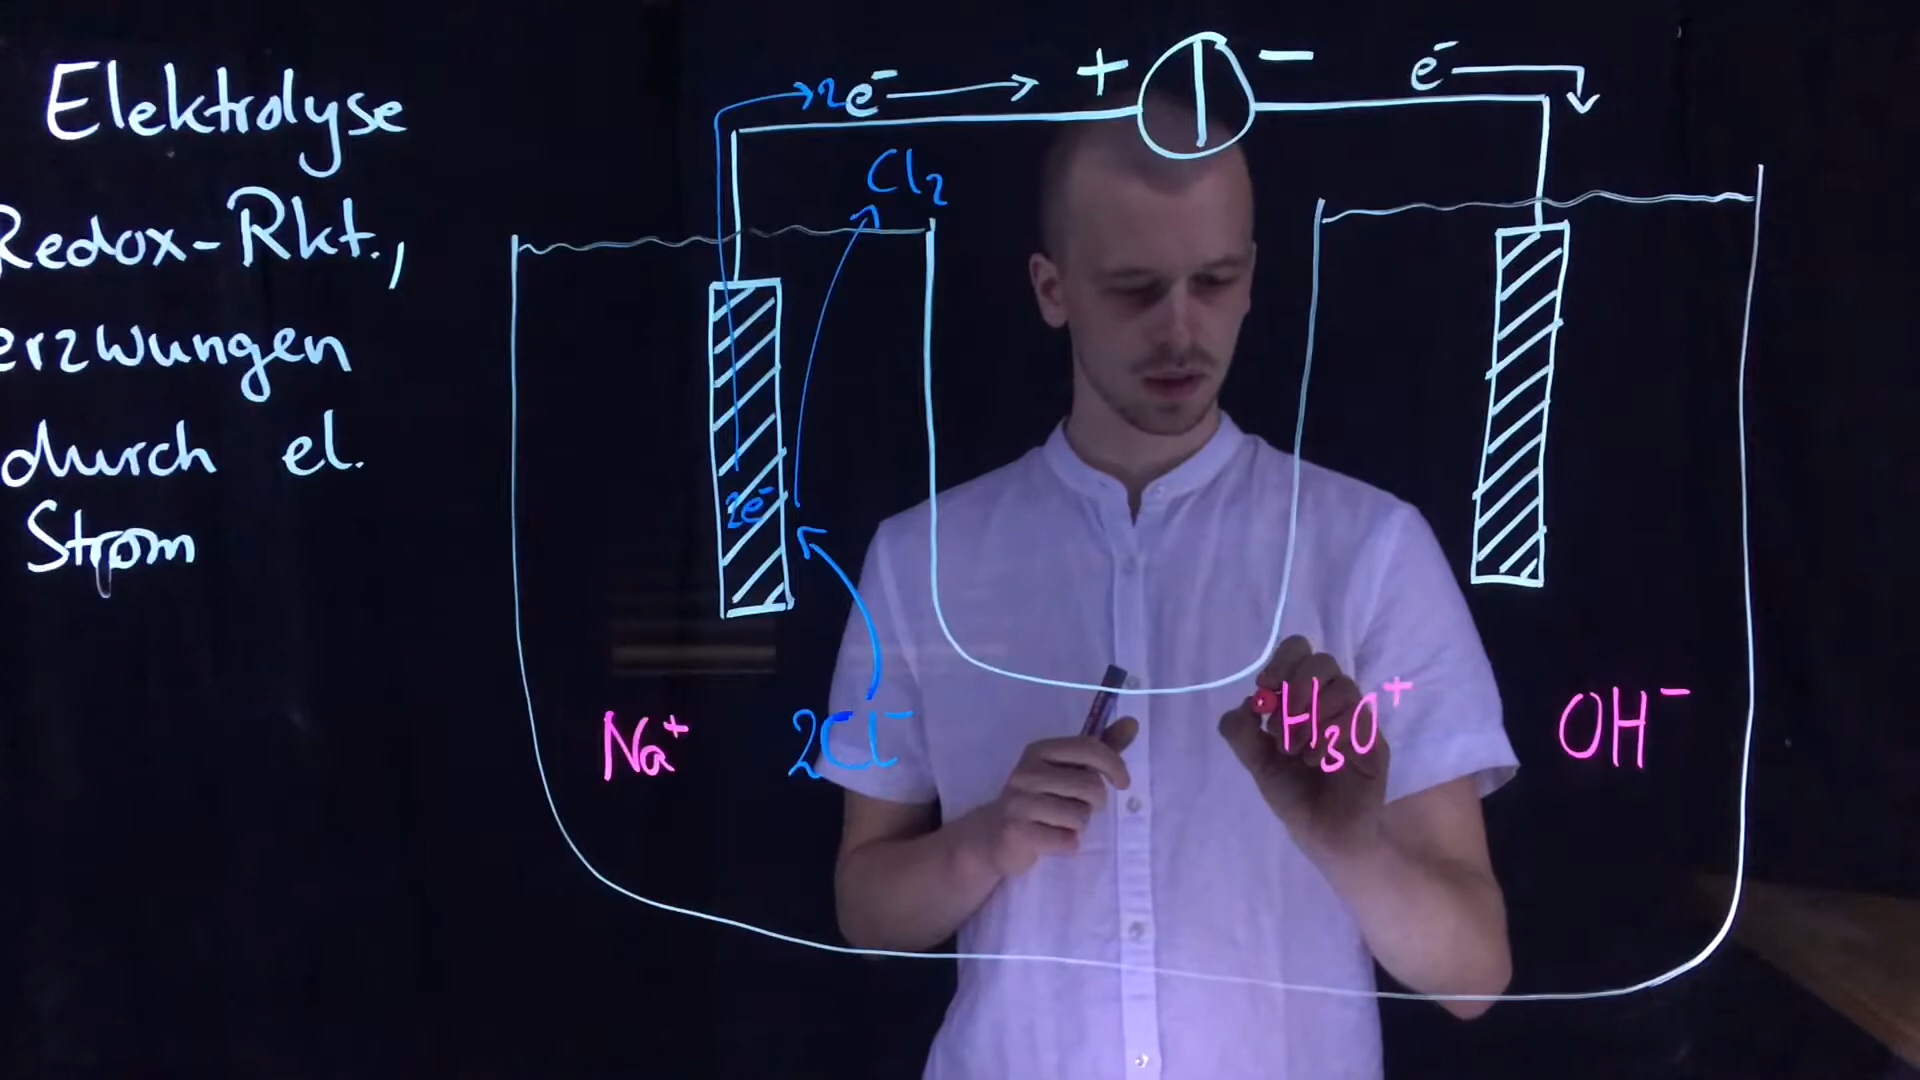 Elektrolyse
Redox-Rkt.,
erzwungen
durch el.
Strom
2e⁻ → + − e⁻
Cl₂
2e⁻
Na⁺ 2Cl⁻ H₃O⁺ OH⁻